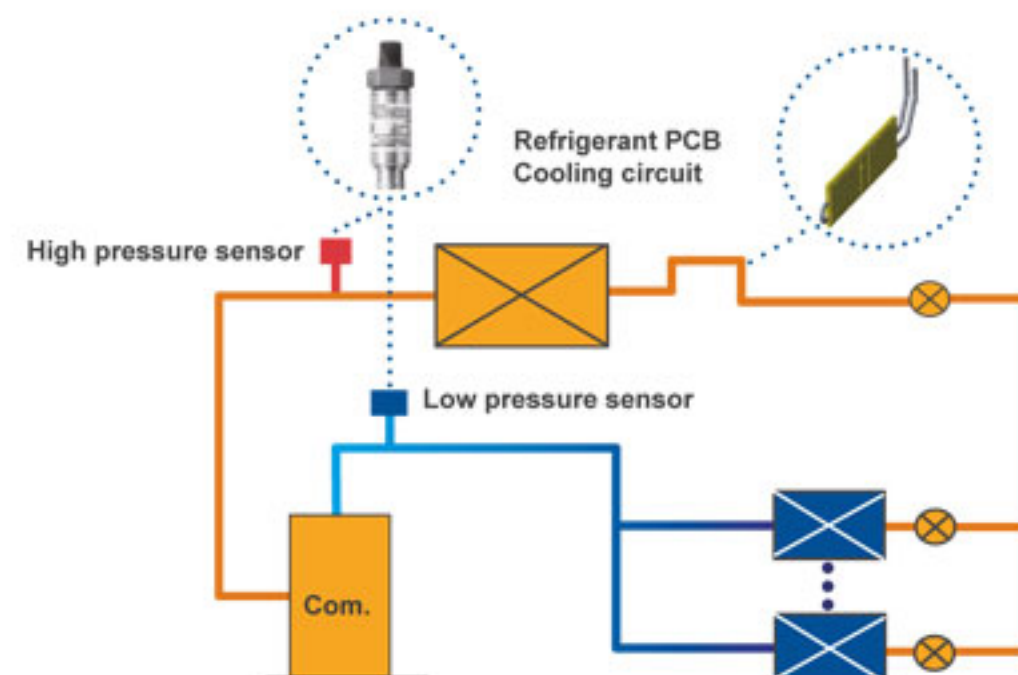 Refrigerant PCB
Cooling circuit
High pressure sensor
Low pressure sensor
Com.